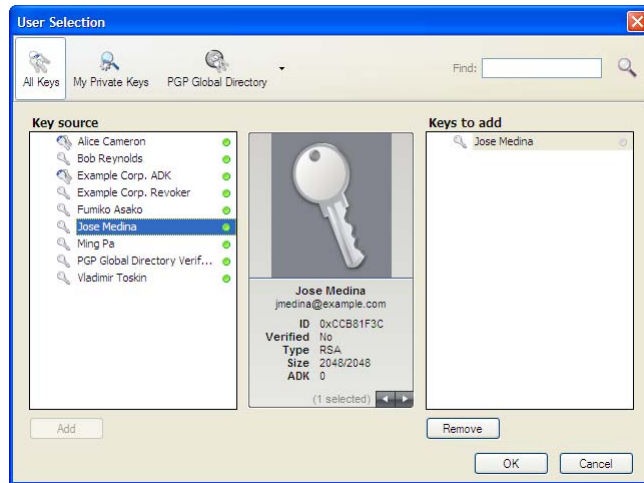 User Selection
All Keys
My Private Keys
PGP Global Directory
Find:
Key source
Alice Cameron
Bob Reynolds
Example Corp. ADK
Example Corp. Revoker
Fumiko Asako
Jose Medina
Ming Pa
PGP Global Directory Verif...
Vladimir Toskin
Add
Jose Medina
jmedina@example.com
ID 0xCCB81F3C
Verified No
Type RSA
Size 2048/2048
ADK 0
(1 selected)
Keys to add
Jose Medina
Remove
OK
Cancel